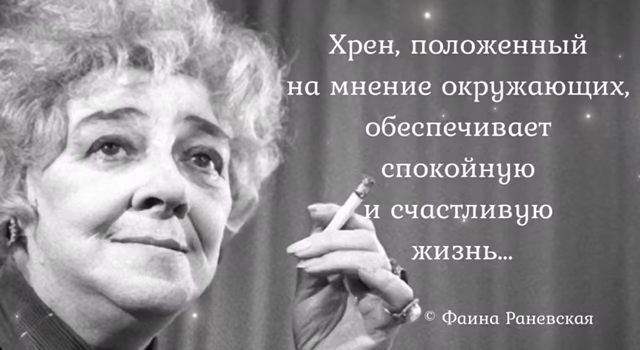 Хрен, положенный
на мнение окружающих,
обеспечивает
спокойную
и счастливую
жизнь...
© Фаина Раневская